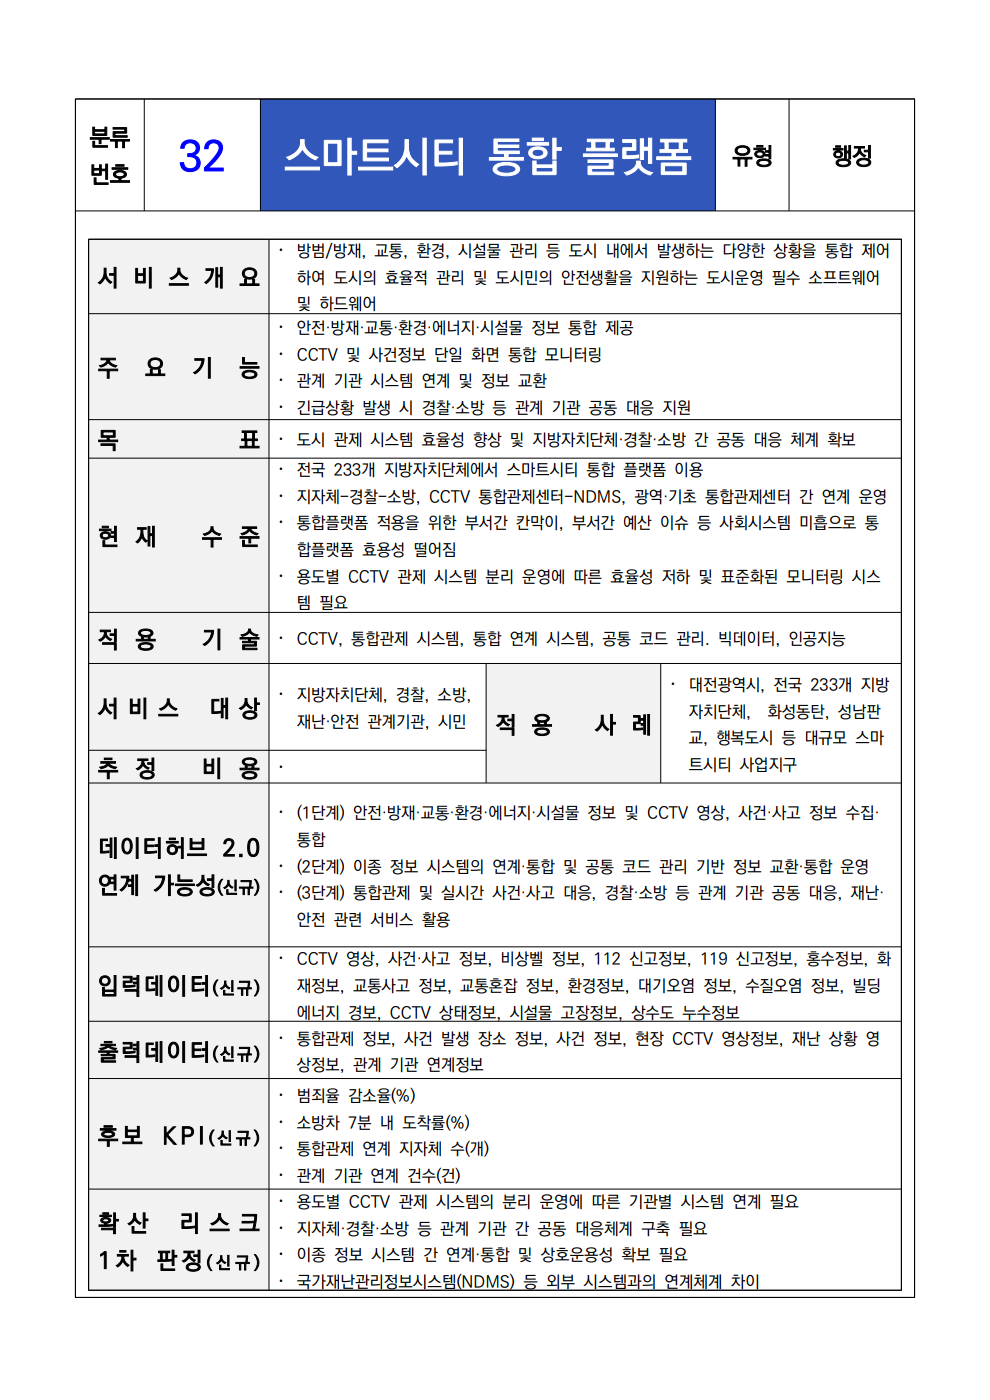 분류
번호
32
스마트시티 통합 플랫폼
유형
행정
서비스개요
· 방범/방재, 교통, 환경, 시설물 관리 등 도시 내에서 발생하는 다양한 상황을 통합 제어
하여 도시의 효율적 관리 및 도시민의 안전생활을 지원하는 도시운영 필수 소프트웨어
및 하드웨어
주요기능
· 안전·방재·교통·환경·에너지·시설물 정보 통합 제공
· CCTV 및 사건정보 단일 화면 통합 모니터링
· 관계 기관 시스템 연계 및 정보 교환
· 긴급상황 발생 시 경찰·소방 등 관계 기관 공동 대응 지원
목표
· 도시 관제 시스템 효율성 향상 및 지방자치단체·경찰·소방 간 공동 대응 체계 확보
현재 수준
· 전국 233개 지방자치단체에서 스마트시티 통합 플랫폼 이용
· 지자체-경찰-소방, CCTV 통합관제센터-NDMS, 광역·기초 통합관제센터 간 연계 운영
· 통합플랫폼 적용을 위한 부서간 칸막이, 부서간 예산 이슈 등 사회시스템 미흡으로 통
합플랫폼 효용성 떨어짐
· 용도별 CCTV 관제 시스템 분리 운영에 따른 효율성 저하 및 표준화된 모니터링 시스
템 필요
적용 기술
· CCTV, 통합관제 시스템, 통합 연계 시스템, 공통 코드 관리. 빅데이터, 인공지능
서비스 대상
· 지방자치단체, 경찰, 소방,
재난·안전 관계기관, 시민
적용 사례
· 대전광역시, 전국 233개 지방
자치단체, 화성동탄, 성남판
교, 행복도시 등 대규모 스마
트시티 사업지구
추정 비용
·
데이터허브 2.0
연계 가능성(신규)
· (1단계) 안전·방재·교통·환경·에너지·시설물 정보 및 CCTV 영상, 사건·사고 정보 수집·
통합
· (2단계) 이종 정보 시스템의 연계·통합 및 공통 코드 관리 기반 정보 교환·통합 운영
· (3단계) 통합관제 및 실시간 사건·사고 대응, 경찰·소방 등 관계 기관 공동 대응, 재난·
안전 관련 서비스 활용
입력데이터(신규)
· CCTV 영상, 사건·사고 정보, 비상벨 정보, 112 신고정보, 119 신고정보, 홍수정보, 화
재정보, 교통사고 정보, 교통혼잡 정보, 환경정보, 대기오염 정보, 수질오염 정보, 빌딩
에너지 경보, CCTV 상태정보, 시설물 고장정보, 상수도 누수정보
출력데이터(신규)
· 통합관제 정보, 사건 발생 장소 정보, 사건 정보, 현장 CCTV 영상정보, 재난 상황 영
상정보, 관계 기관 연계정보
후보 KPI(신규)
· 범죄율 감소율(%)
· 소방차 7분 내 도착률(%)
· 통합관제 연계 지자체 수(개)
· 관계 기관 연계 건수(건)
확산 리스크
1차 판정(신규)
· 용도별 CCTV 관제 시스템의 분리 운영에 따른 기관별 시스템 연계 필요
· 지자체·경찰·소방 등 관계 기관 간 공동 대응체계 구축 필요
· 이종 정보 시스템 간 연계·통합 및 상호운용성 확보 필요
· 국가재난관리정보시스템(NDMS) 등 외부 시스템과의 연계체계 차이